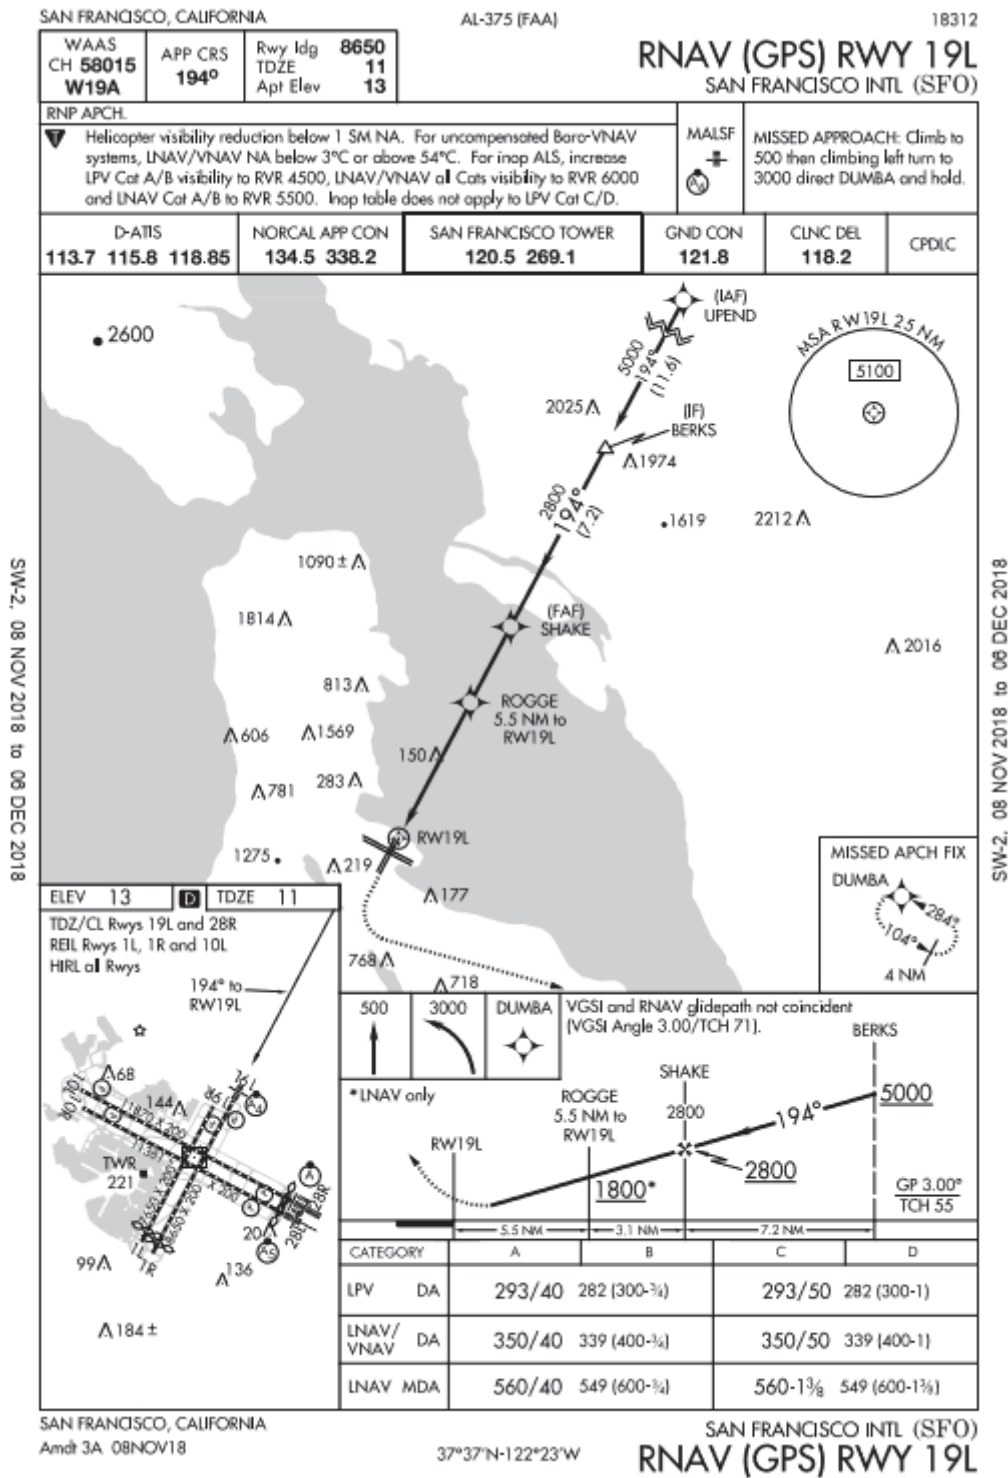 SAN FRANCISCO, CALIFORNIA
AL-375 (FAA)
18312
WAAS
CH 58015
W19A
APP CRS
194°
Rwy ldg 8650
TDZE 11
Apt Elev 13
RNAV (GPS) RWY 19L
SAN FRANCISCO INTL (SFO)
RNP APCH.
T
Helicopter visibility reduction below 1 SM NA. For uncompensated Baro-VNAV
systems, LNAV/VNAV NA below 3°C or above 54°C. For inop ALS, increase
LPV Cat A/B visibility to RVR 4500, LNAV/VNAV all Cats visibility to RVR 6000
and LNAV Cat A/B to RVR 5500. Inop table does not apply to LPV Cat C/D.
MALSF
MISSED APPROACH: Climb to
500 then climbing left turn to
3000 direct DUMBA and hold.
D-ATIS
113.7 115.8 118.85
NORCAL APP CON
134.5 338.2
SAN FRANCISCO TOWER
120.5 269.1
GND CON
121.8
CLNC DEL
118.2
CPDLC
(IAF)
UPEND
2600
5000
194°
(11.6)
MSA RW19L 25 NM
5100
2025
(IF)
BERKS
1974
2800
194°
(7.2)
1619
2212
1090 ±
1814
(FAF)
SHAKE
2016
813
ROGGE
5.5 NM to
RW19L
606
1569
150
283
781
RW19L
1275
219
177
768
718
MISSED APCH FIX
DUMBA
284°
104°
4 NM
SW-2, 08 NOV 2018 to 06 DEC 2018
SW-2, 08 NOV 2018 to 06 DEC 2018
ELEV 13
D
TDZE 11
TDZ/CL Rwys 19L and 28R
REIL Rwys 1L, 1R and 10L
HIRL all Rwys
194° to
RW19L
68
144
10L
10R
19L
11870 X 200
11381 X 200
TWR
221
7650 X 200
8650 X 200
1L
1R
28R
28L
20
A5
99
136
184 ±
500
3000
DUMBA
VGSI and RNAV glidepath not coincident
(VGSI Angle 3.00/TCH 71).
BERKS
*LNAV only
SHAKE
ROGGE
5.5 NM to
RW19L
2800
5000
194°
RW19L
2800
1800*
GP 3.00°
TCH 55
5.5 NM
3.1 NM
7.2 NM
CATEGORY A B C D
LPV DA 293/40 282 (300-¾) 293/50 282 (300-1)
LNAV/
VNAV DA 350/40 339 (400-¾) 350/50 339 (400-1)
LNAV MDA 560/40 549 (600-¾) 560-1⅜ 549 (600-1⅜)
SAN FRANCISCO, CALIFORNIA
Amdt 3A 08NOV18
37°37'N-122°23'W
SAN FRANCISCO INTL (SFO)
RNAV (GPS) RWY 19L